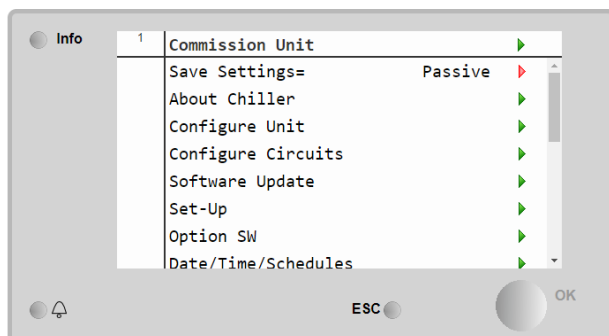 Info
1 Commission Unit
Save Settings= Passive
About Chiller
Configure Unit
Configure Circuits
Software Update
Set-Up
Option SW
Date/Time/Schedules
ESC
OK